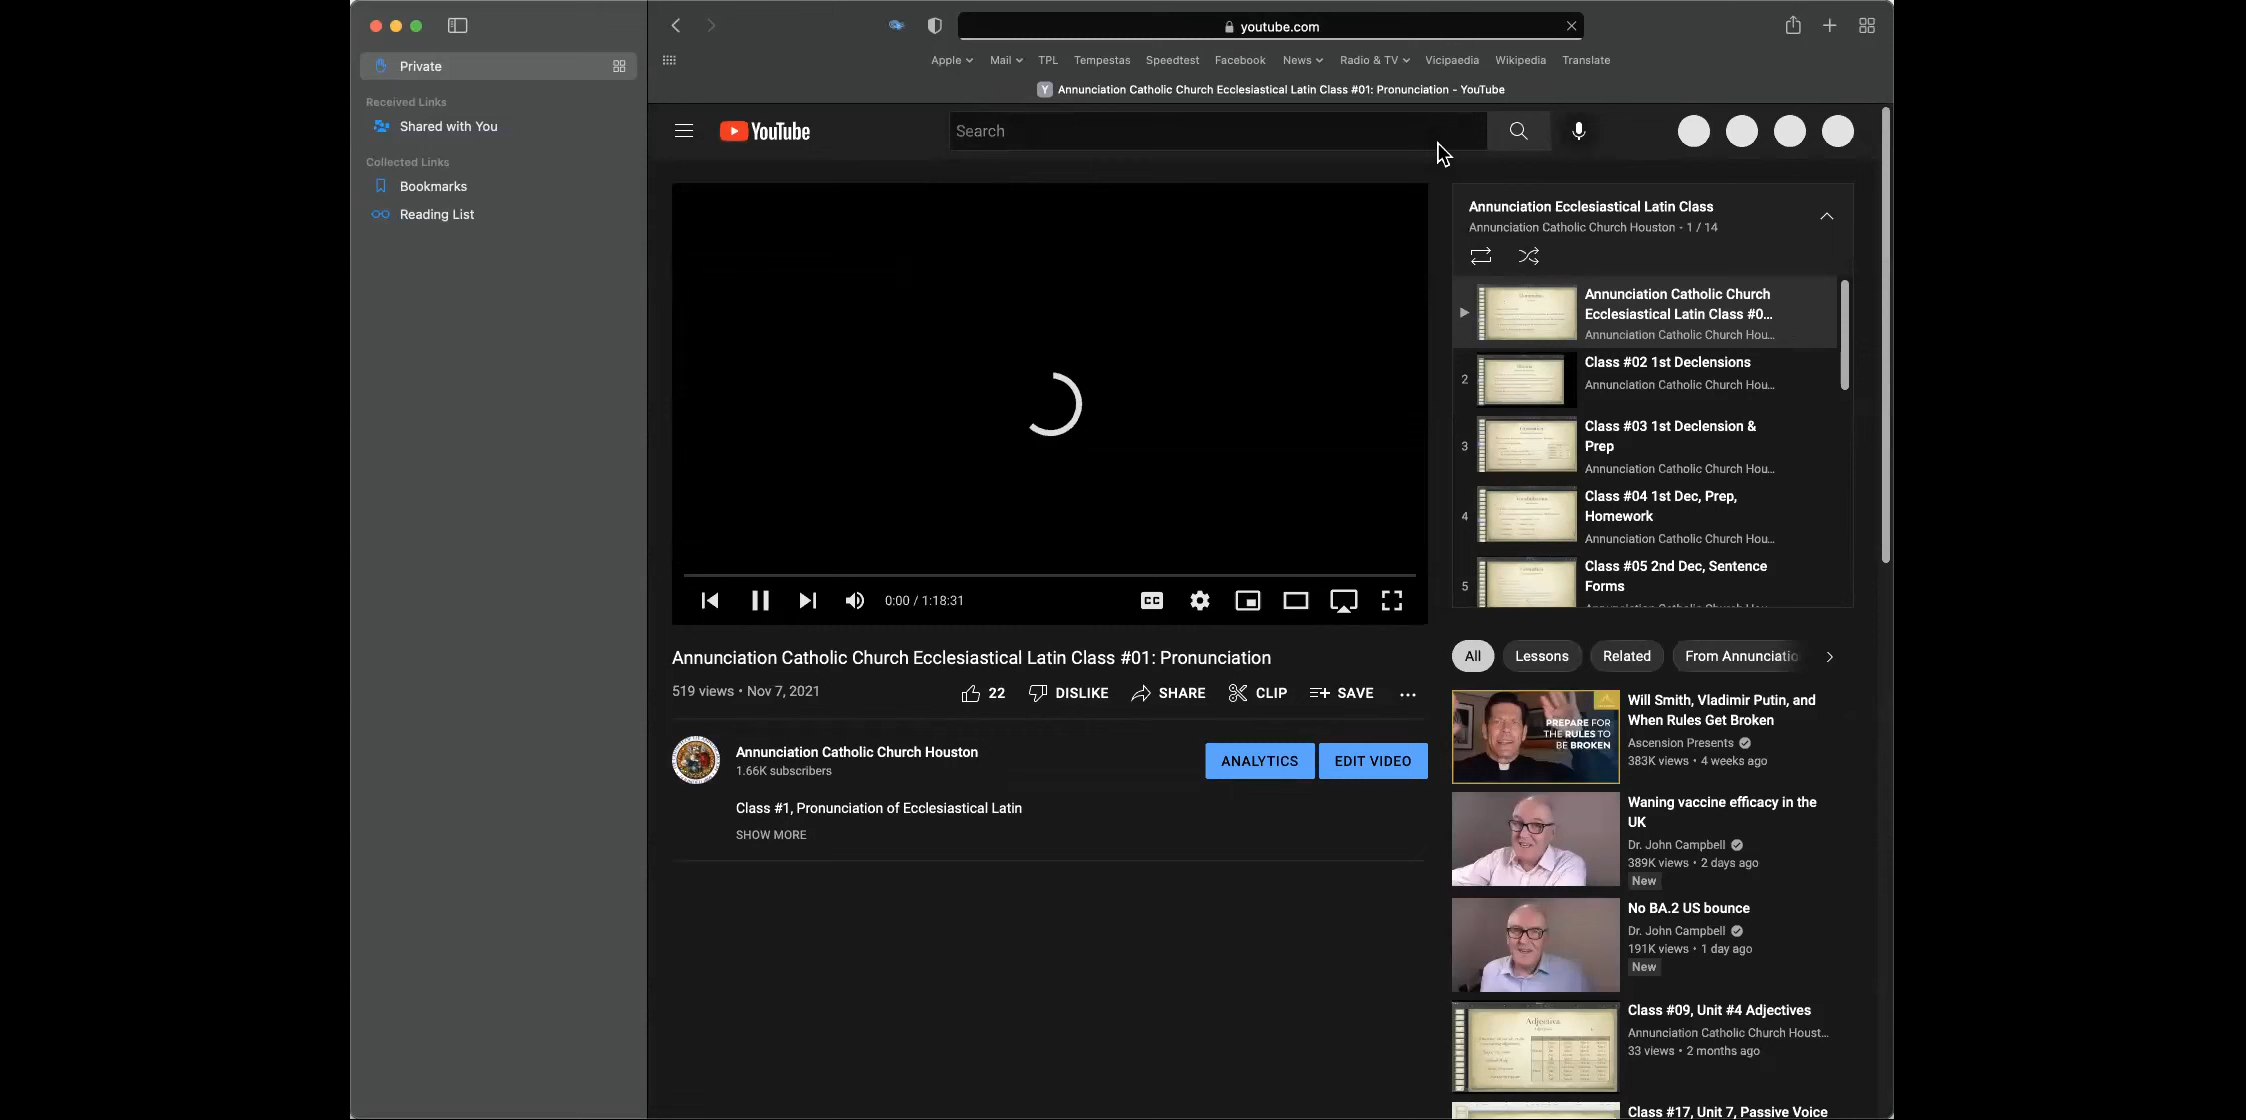 youtube.com
Private
Apple Mail TPL Tempestas Speedtest Facebook News Radio & TV Vicipaedia Wikipedia Translate
Received Links
Y Annunciation Catholic Church Ecclesiastical Latin Class #01: Pronunciation - YouTube
Shared with You
Collected Links
Bookmarks
Reading List
YouTube
Search
Annunciation Ecclesiastical Latin Class
Annunciation Catholic Church Houston - 1 / 14
Annunciation Catholic Church
Ecclesiastical Latin Class #0...
Annunciation Catholic Church Hou...
2
Class #02 1st Declensions
Annunciation Catholic Church Hou...
3
Class #03 1st Declension &
Prep
Annunciation Catholic Church Hou...
4
Class #04 1st Dec, Prep,
Homework
Annunciation Catholic Church Hou...
5
Class #05 2nd Dec, Sentence
Forms
CC
0:00 / 1:18:31
Annunciation Catholic Church Ecclesiastical Latin Class #01: Pronunciation
519 views • Nov 7, 2021
22 DISLIKE SHARE CLIP SAVE
Annunciation Catholic Church Houston
1.66K subscribers
ANALYTICS EDIT VIDEO
Class #1, Pronunciation of Ecclesiastical Latin
SHOW MORE
All Lessons Related From Annunciatio
PREPARE FOR
THE RULES TO
BE BROKEN
Will Smith, Vladimir Putin, and
When Rules Get Broken
Ascension Presents
383K views • 4 weeks ago
Waning vaccine efficacy in the
UK
Dr. John Campbell
389K views • 2 days ago
New
No BA.2 US bounce
Dr. John Campbell
191K views • 1 day ago
New
Adjectiva
Class #09, Unit #4 Adjectives
Annunciation Catholic Church Houst...
33 views • 2 months ago
Class #17, Unit 7, Passive Voice